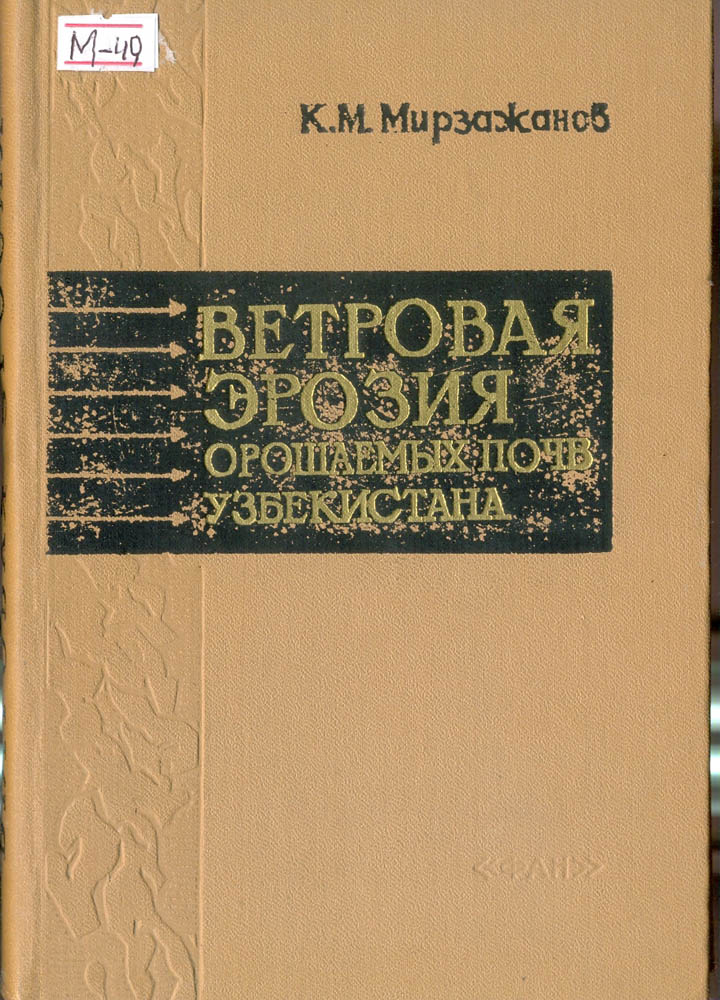 М-49
К.М. Мирзажанов
ВЕТРОВАЯ
ЭРОЗИЯ
ОРОШАЕМЫХ ПОЧВ
УЗБЕКИСТАНА
«ФАН»